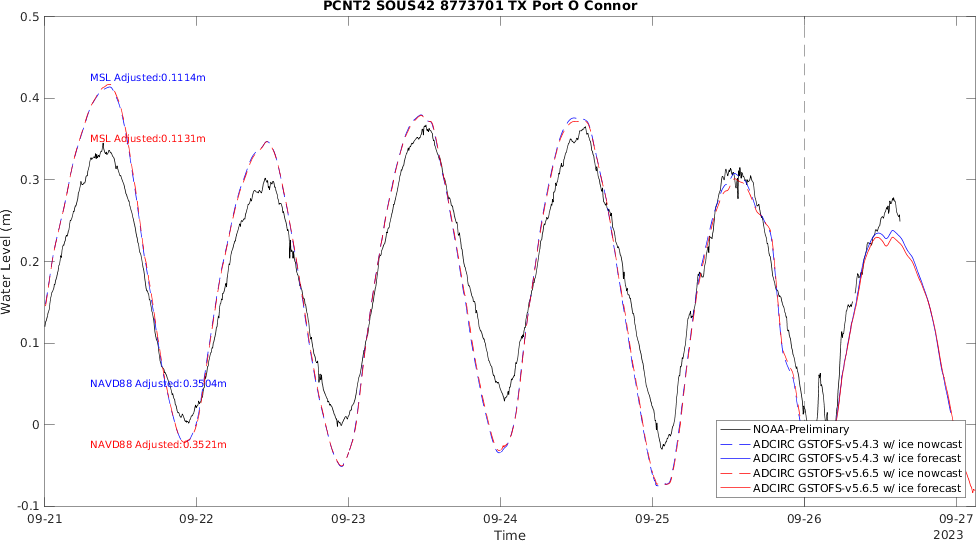 PCNT2 SOUS42 8773701 TX Port O Connor
0.5
0.4
0.3
0.2
0.1
0
-0.1
Water Level (m)
MSL Adjusted:0.1114m
MSL Adjusted:0.1131m
NAVD88 Adjusted:0.3504m
NAVD88 Adjusted:0.3521m
NOAA-Preliminary
ADCIRC GSTOFS-v5.4.3 w/ ice nowcast
ADCIRC GSTOFS-v5.4.3 w/ ice forecast
ADCIRC GSTOFS-v5.6.5 w/ ice nowcast
ADCIRC GSTOFS-v5.6.5 w/ ice forecast
09-21 09-22 09-23 09-24 09-25 09-26 09-27
Time
2023